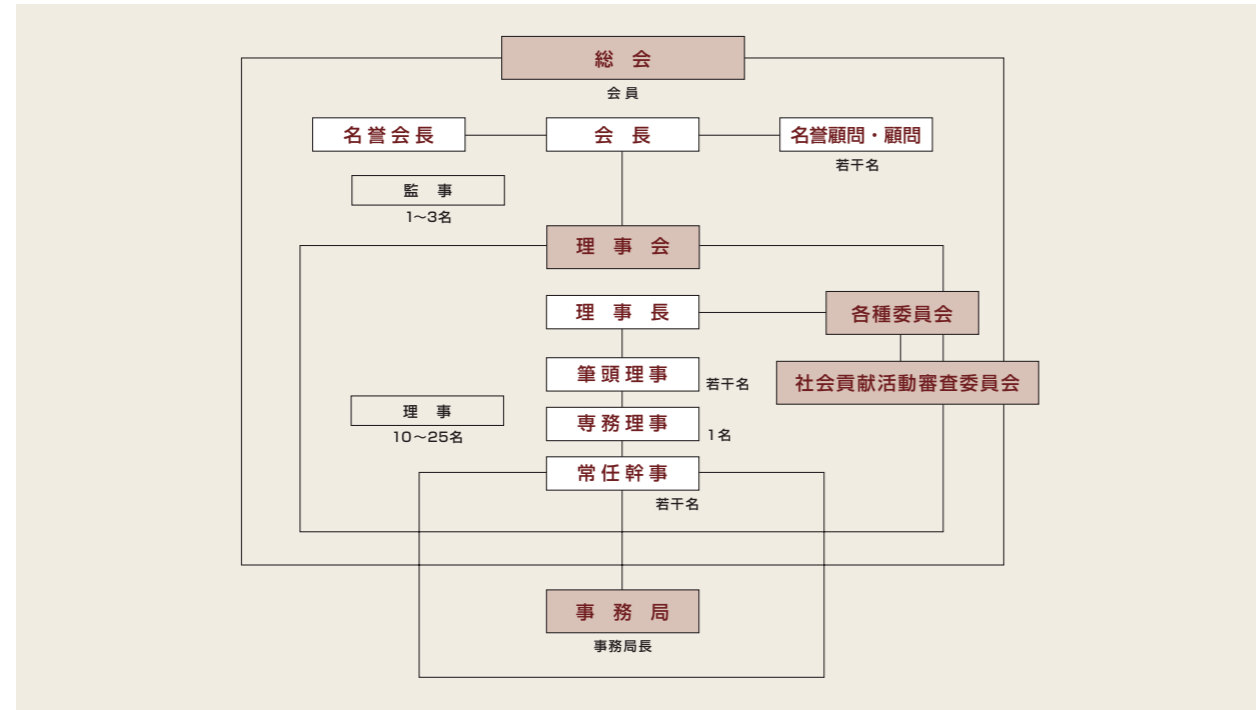 総　会
会 員
名 誉 会 長
会　長
名誉顧問・顧問
若干名
監　事
1〜3名
理　事　会
理　事　長
各種委員会
筆 頭 理 事
若干名
社会貢献活動審査委員会
理　事
10〜25名
専 務 理 事
1名
常 任 幹 事
若干名
事　務　局
事務局長